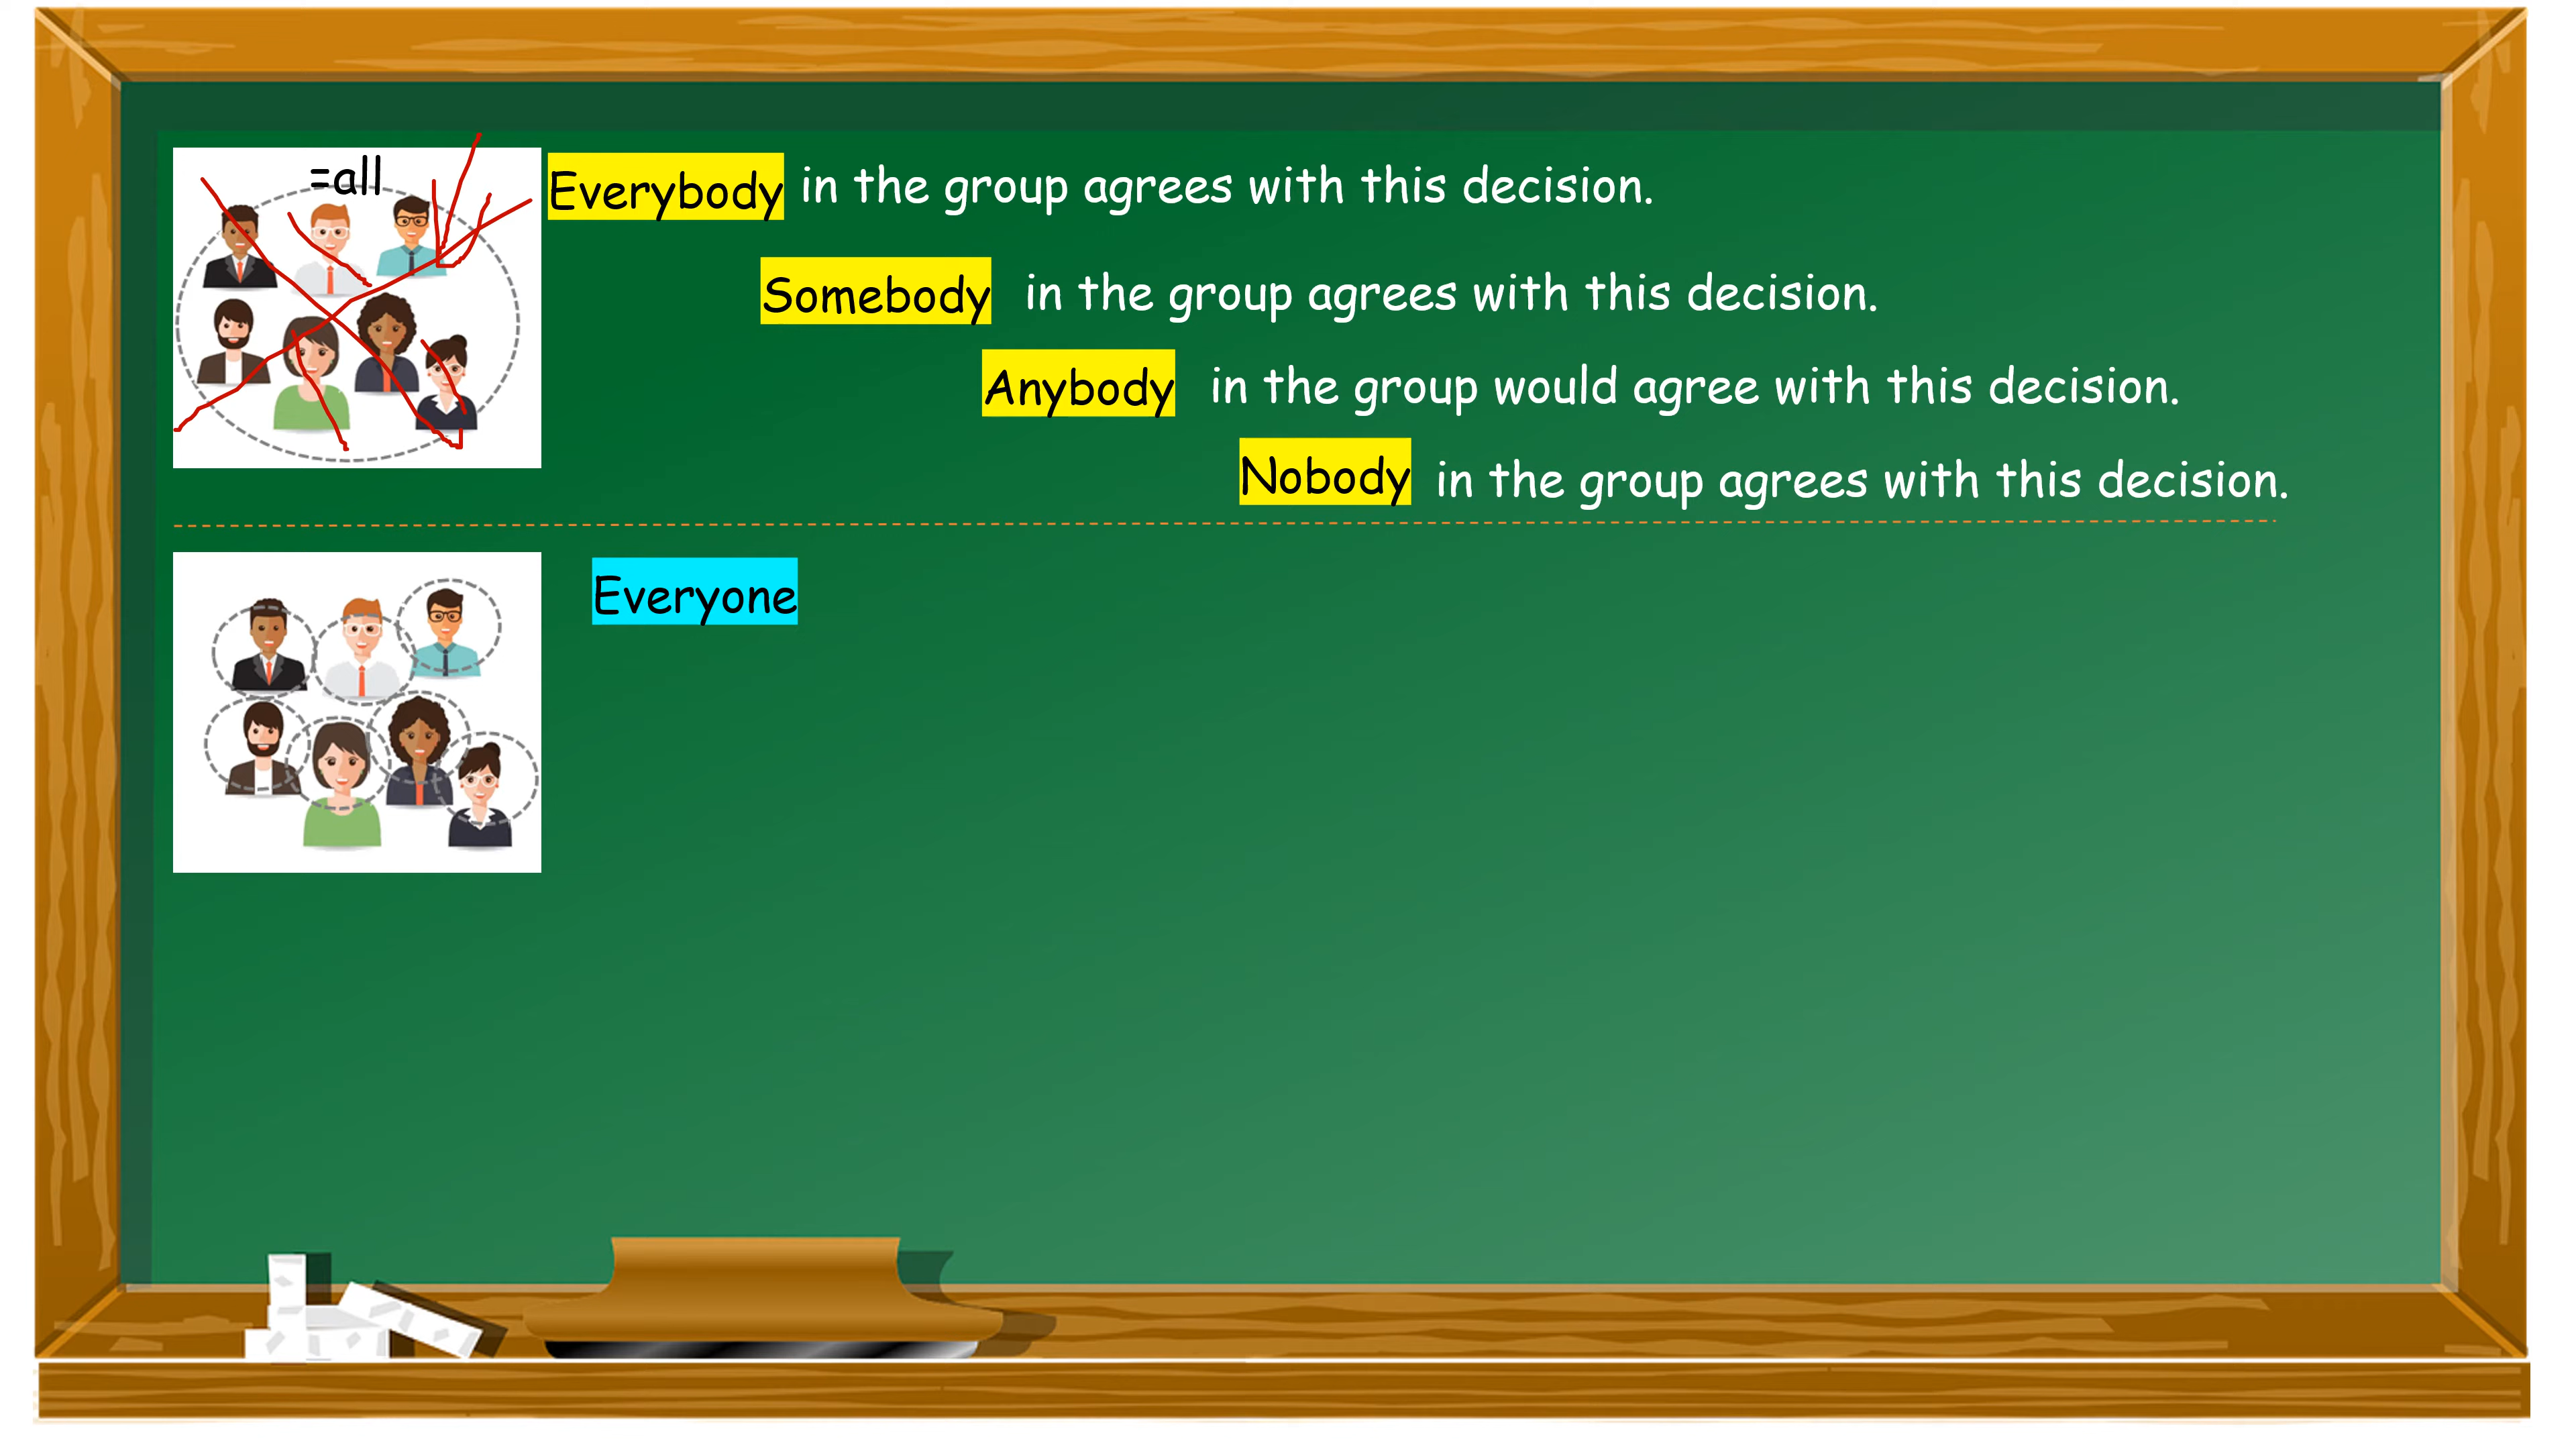 =all
Everybody in the group agrees with this decision.
Somebody in the group agrees with this decision.
Anybody in the group would agree with this decision.
Nobody in the group agrees with this decision.
Everyone